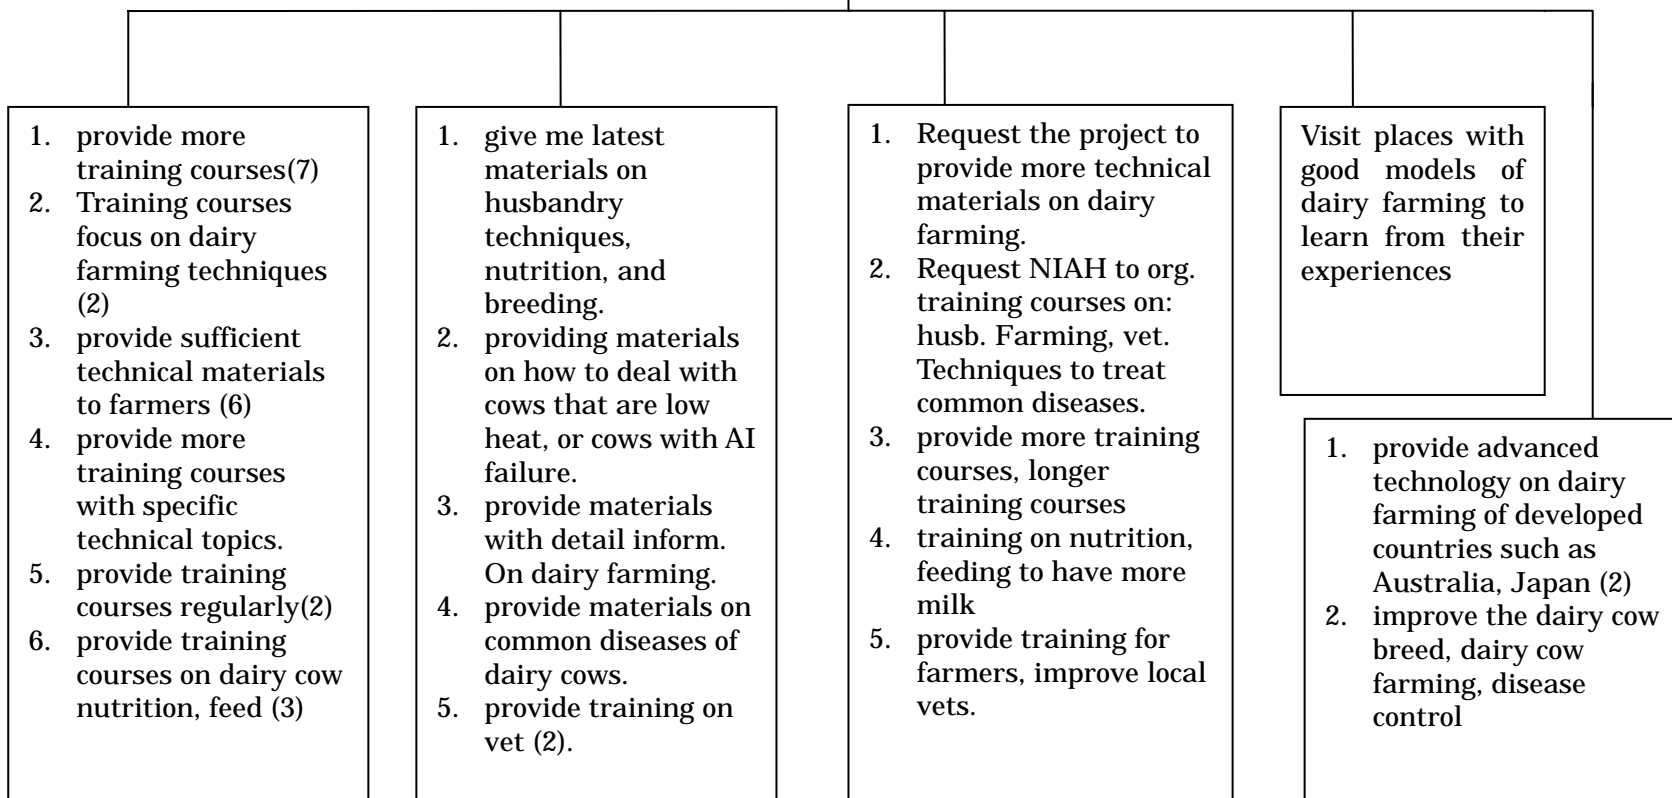 1. provide more
training courses(7)
2. Training courses
focus on dairy
farming techniques
(2)
3. provide sufficient
technical materials
to farmers (6)
4. provide more
training courses
with specific
technical topics.
5. provide training
courses regularly(2)
6. provide training
courses on dairy cow
nutrition, feed (3)
1. give me latest
materials on
husbandry
techniques,
nutrition, and
breeding.
2. providing materials
on how to deal with
cows that are low
heat, or cows with AI
failure.
3. provide materials
with detail inform.
On dairy farming.
4. provide materials on
common diseases of
dairy cows.
5. provide training on
vet (2).
1. Request the project to
provide more technical
materials on dairy
farming.
2. Request NIAH to org.
training courses on:
husb. Farming, vet.
Techniques to treat
common diseases.
3. provide more training
courses, longer
training courses
4. training on nutrition,
feeding to have more
milk
5. provide training for
farmers, improve local
vets.
Visit places with
good models of
dairy farming to
learn from their
experiences
1. provide advanced
technology on dairy
farming of developed
countries such as
Australia, Japan (2)
2. improve the dairy cow
breed, dairy cow
farming, disease
control